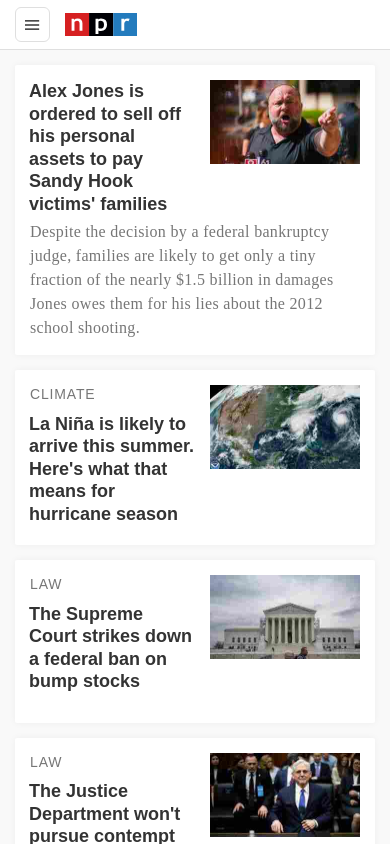 npr
Alex Jones is
ordered to sell off
his personal
assets to pay
Sandy Hook
victims' families
Despite the decision by a federal bankruptcy
judge, families are likely to get only a tiny
fraction of the nearly $1.5 billion in damages
Jones owes them for his lies about the 2012
school shooting.
CLIMATE
La Niña is likely to
arrive this summer.
Here's what that
means for
hurricane season
LAW
The Supreme
Court strikes down
a federal ban on
bump stocks
LAW
The Justice
Department won't
pursue contempt